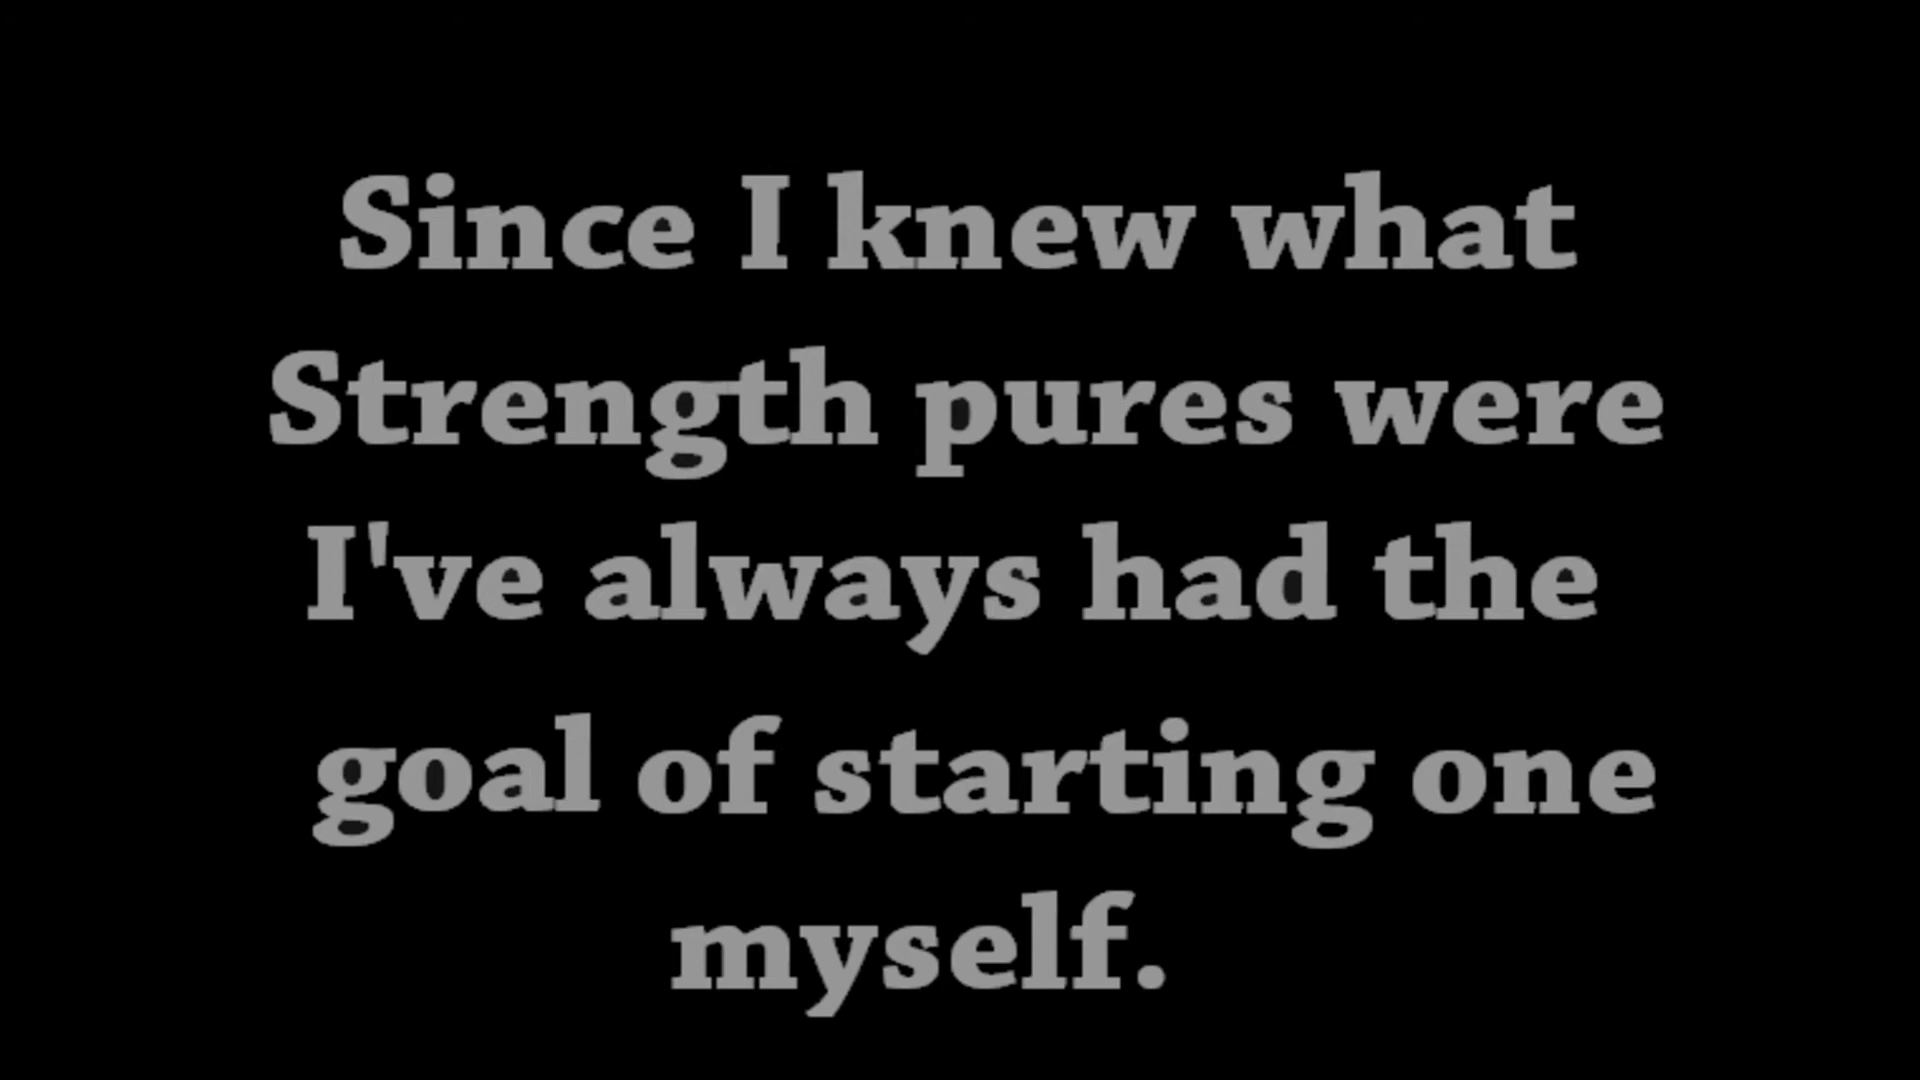 Since I knew what
Strength pures were
I've always had the
goal of starting one
myself.